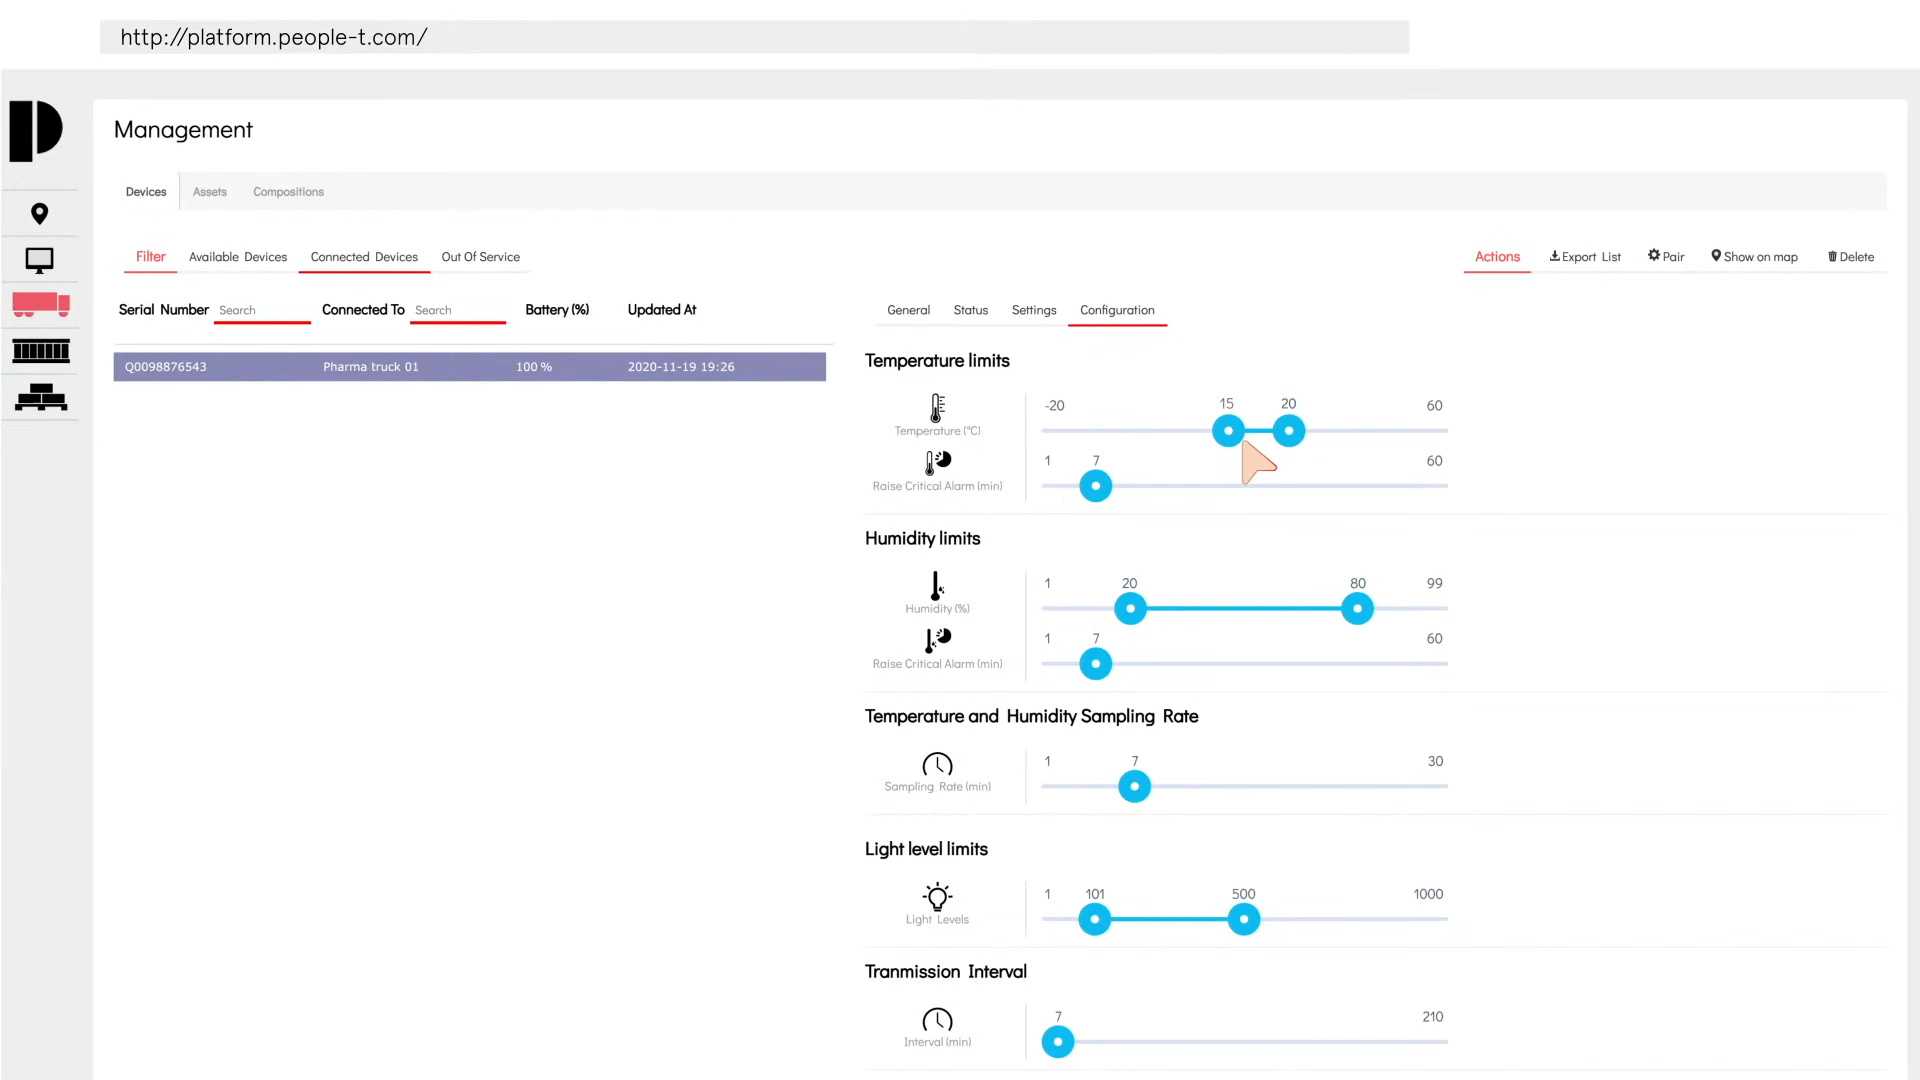 http://platform.people-t.com/
Management
Devices Assets Compositions
Filter Available Devices Connected Devices Out Of Service
Actions Export List Pair Show on map Delete
Serial Number Search Connected To Search Battery (%) Updated At
Q0098876543 Pharma truck 01 100 % 2020-11-19 19:26
General Status Settings Configuration
Temperature limits
-20 15 20 60
Temperature (°C)
1 7 60
Raise Critical Alarm (min)
Humidity limits
1 20 80 99
Humidity (%)
1 7 60
Raise Critical Alarm (min)
Temperature and Humidity Sampling Rate
1 7 30
Sampling Rate (min)
Light level limits
1 101 500 1000
Light Levels
Tranmission Interval
7 210
Interval (min)